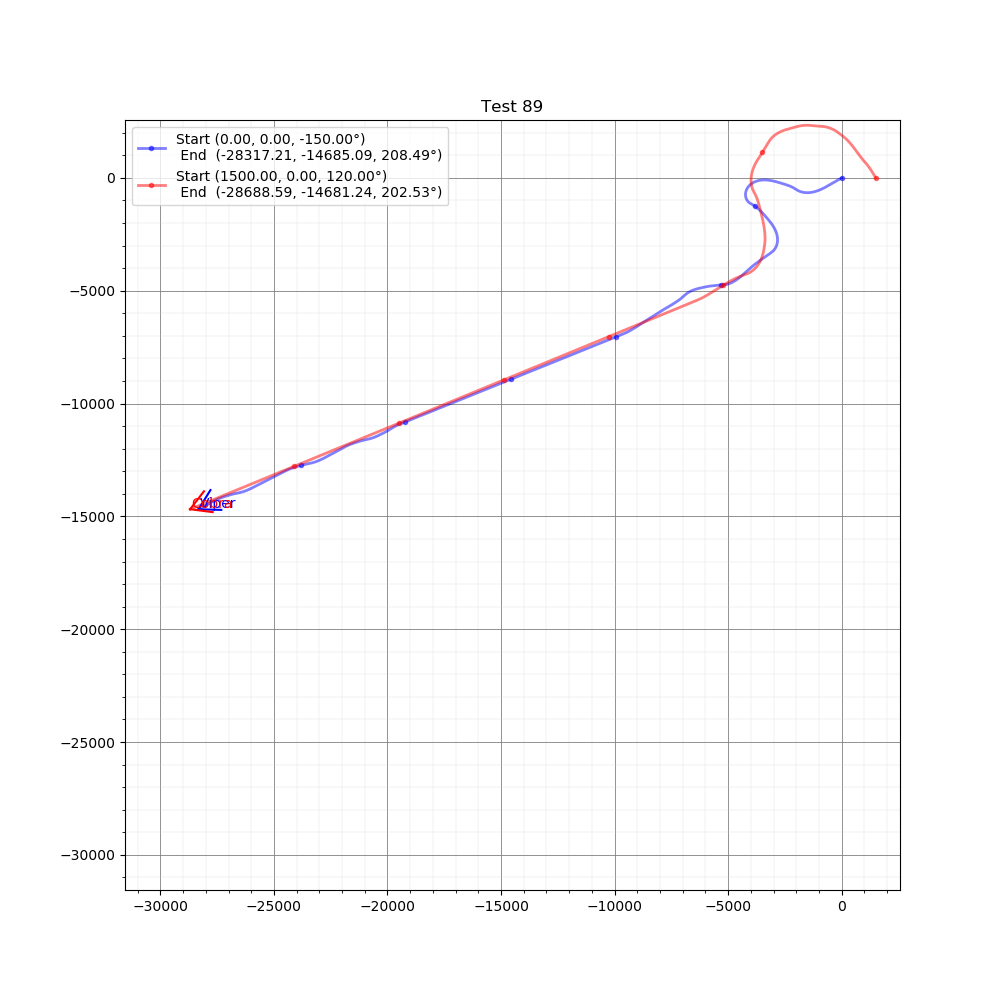 Test 89
Start (0.00, 0.00, -150.00°)
End (-28317.21, -14685.09, 208.49°)
Start (1500.00, 0.00, 120.00°)
End (-28688.59, -14681.24, 202.53°)
0
−5000
−10000
−15000
−20000
−25000
−30000
−30000 −25000 −20000 −15000 −10000 −5000 0